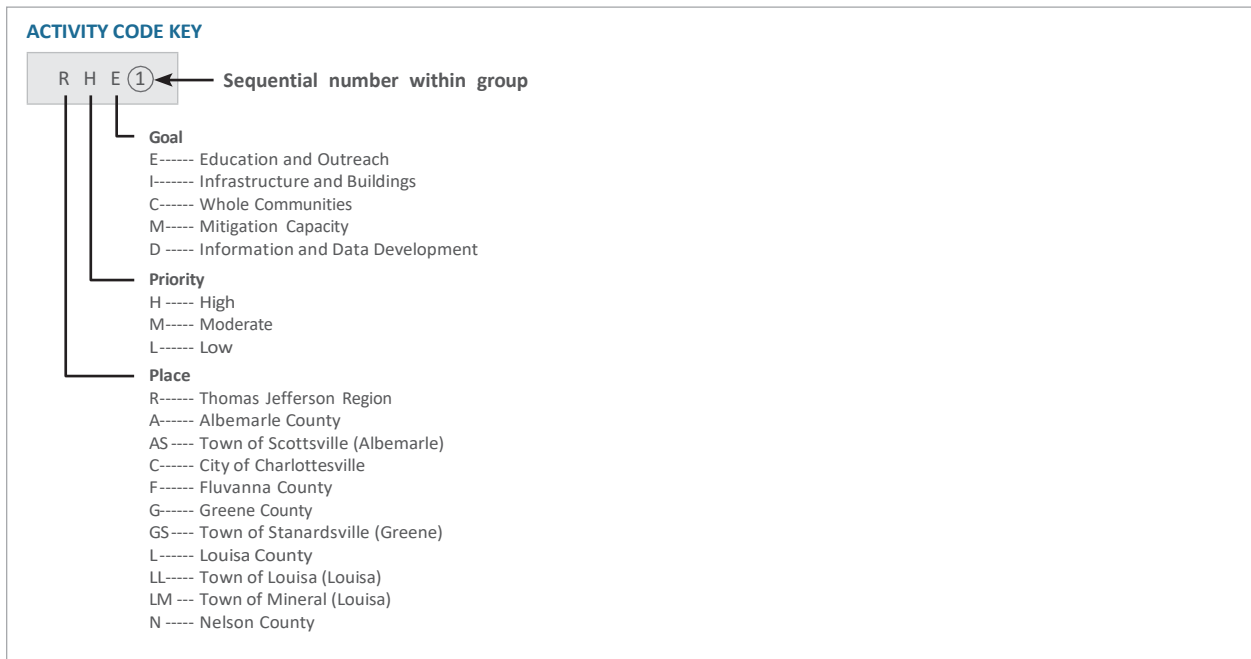 ACTIVITY CODE KEY
R H E 1 Sequential number within group
Goal
E------ Education and Outreach
I------- Infrastructure and Buildings
C------ Whole Communities
M----- Mitigation Capacity
D ----- Information and Data Development
Priority
H ----- High
M----- Moderate
L------ Low
Place
R------ Thomas Jefferson Region
A------ Albemarle County
AS---- Town of Scottsville (Albemarle)
C------ City of Charlottesville
F------ Fluvanna County
G------ Greene County
GS---- Town of Stanardsville (Greene)
L------ Louisa County
LL----- Town of Louisa (Louisa)
LM --- Town of Mineral (Louisa)
N ----- Nelson County